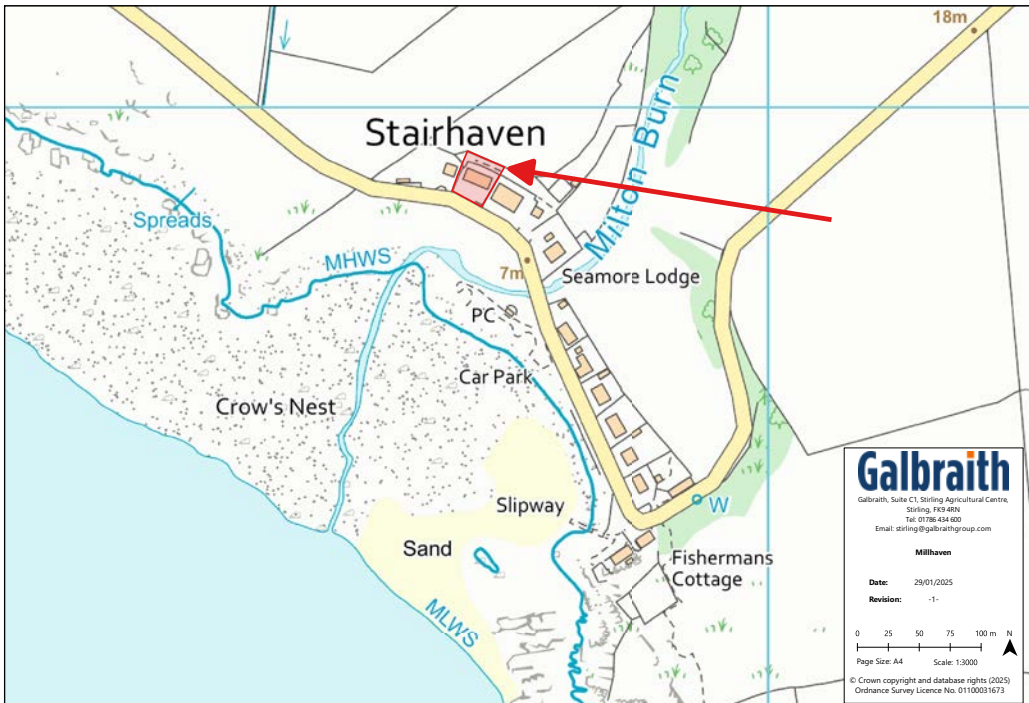 18m
Stairhaven
Milton Burn
Spreads
MHWS
7m
Seamore Lodge
PC
Car Park
Crow's Nest
Slipway
W
Sand
Fishermans
Cottage
MLWS
Galbraith
Galbraith, Suite C1, Stirling Agricultural Centre,
Stirling, FK9 4RN
Tel: 01786 434 600
Email: stirling@galbraithgroup.com
Millhaven
Date: 29/01/2025
Revision: -1-
0 25 50 75 100 m N
Page Size: A4 Scale: 1:3000
© Crown copyright and database rights (2025)
Ordnance Survey Licence No. 01100031673